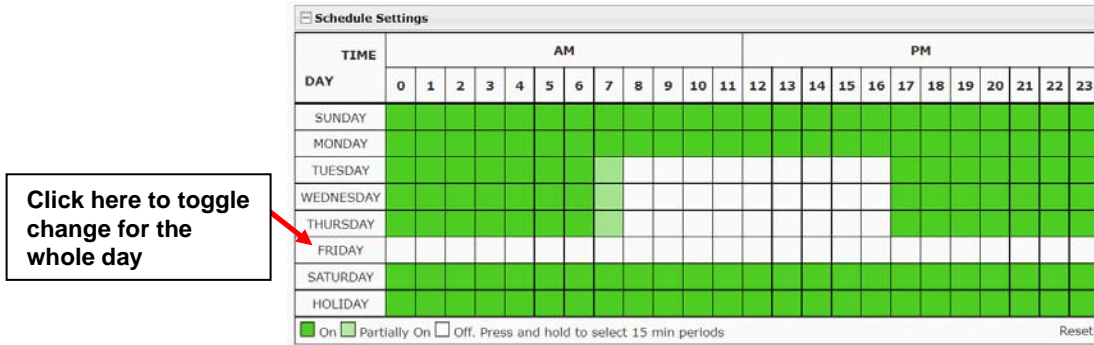 Schedule Settings
TIME AM PM
DAY 0 1 2 3 4 5 6 7 8 9 10 11 12 13 14 15 16 17 18 19 20 21 22 23
SUNDAY
MONDAY
TUESDAY
WEDNESDAY
THURSDAY
FRIDAY
SATURDAY
HOLIDAY
On Partially On Off. Press and hold to select 15 min periods Reset
Click here to toggle
change for the
whole day